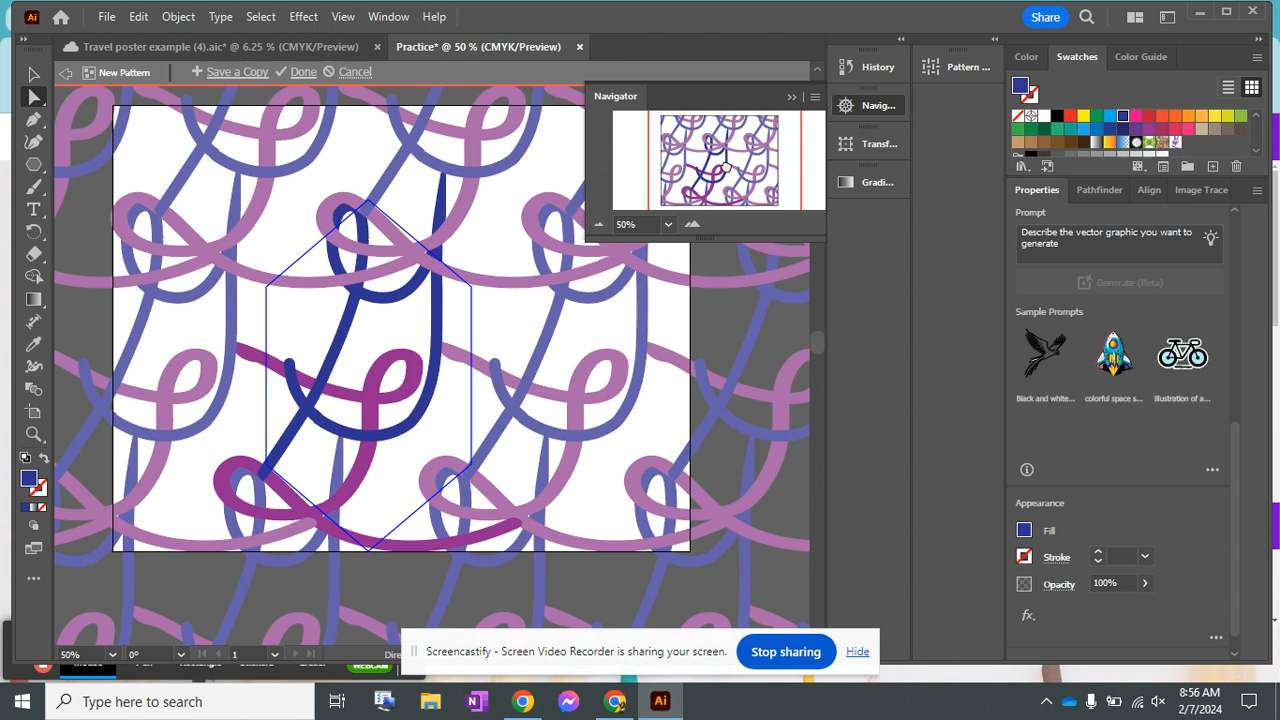 Ai
File Edit Object Type Select Effect View Window Help
Share
Travel poster example (4).aic* @ 6.25 % (CMYK/Preview) ×
Practice* @ 50 % (CMYK/Preview) ×
New Pattern + Save a Copy Done Cancel
Navigator
50%
History
Navig...
Transf...
Gradi...
Pattern ...
Color Swatches Color Guide
Properties Pathfinder Align Image Trace
Prompt
Describe the vector graphic you want to
generate
Generate (Beta)
Sample Prompts
Black and white... colorful space s... Illustration of a...
Appearance
Fill
Stroke
Opacity 100%
fx.
50% 0° 1 Direc
Screencastify - Screen Video Recorder is sharing your screen. Stop sharing Hide
WEBCAM
Type here to search
Ai
8:56 AM
2/7/2024